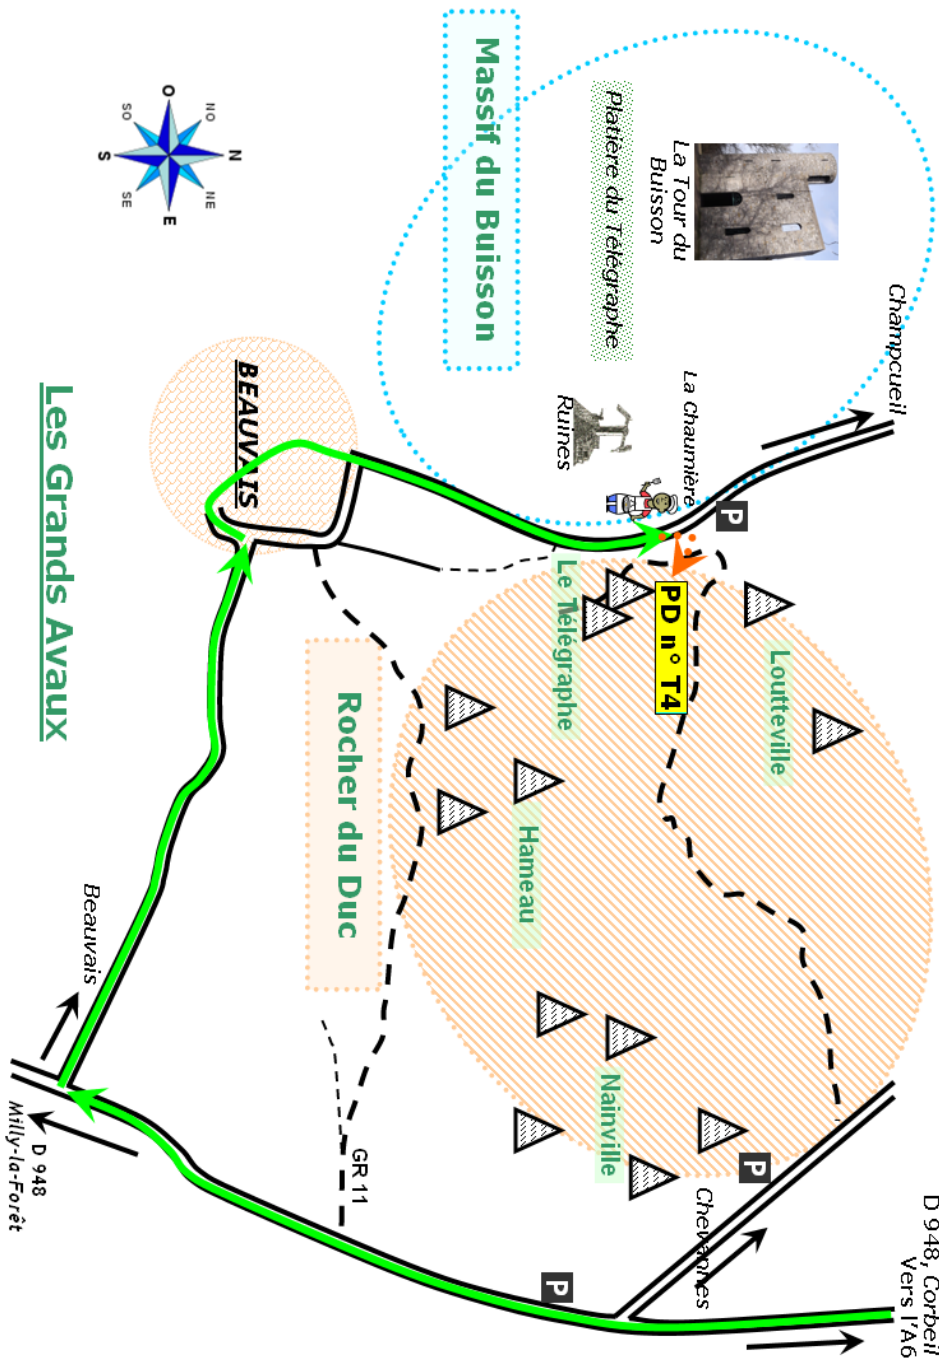 D 948, Corbeil
Vers l'A6
Champcueil
La Tour du
Buisson
Platière du Télégraphe
Massif du Buisson
La Chaumière
Ruines
P
PD n° T4
Loutteville
Le Télégraphe
Hameau
Nainville
P
Chevannes
P
Rocher du Duc
GR 11
BEAUVAIS
Beauvais
D 948
Milly-la-Forêt
Les Grands Avaux
N
NE
E
SE
S
SO
O
NO